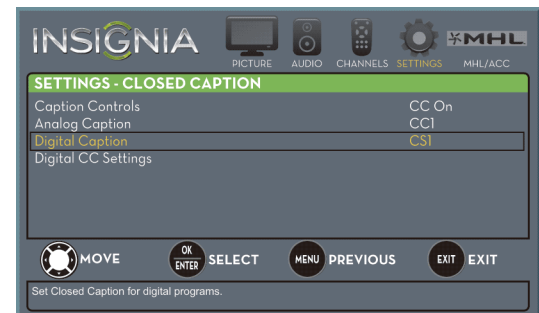 INSIGNIA
PICTURE AUDIO CHANNELS SETTINGS MHL MHL/ACC
SETTINGS - CLOSED CAPTION
Caption Controls CC On
Analog Caption CC1
Digital Caption CS1
Digital CC Settings
MOVE OK ENTER SELECT MENU PREVIOUS EXIT EXIT
Set Closed Caption for digital programs.